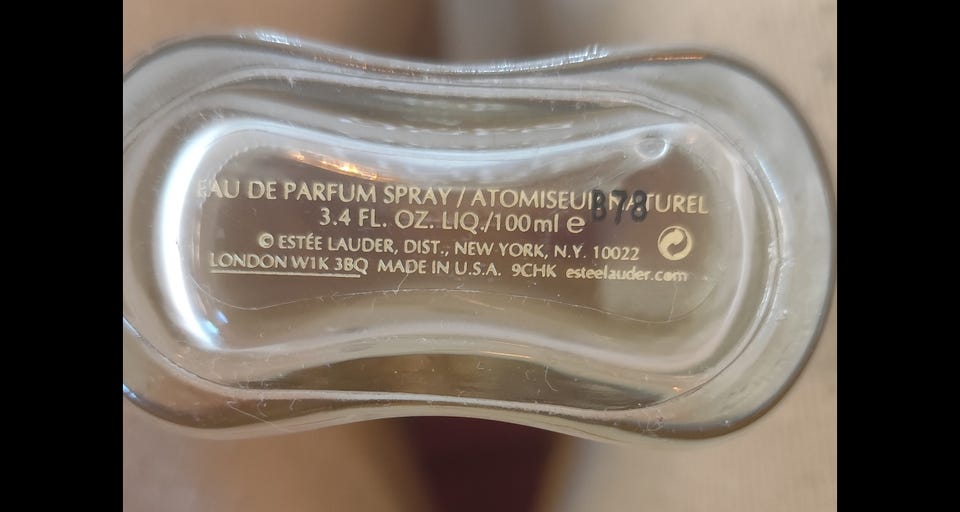 EAU DE PARFUM SPRAY / ATOMISEUR NATUREL
B78
3.4 FL. OZ. LIQ./100ml e
© ESTÉE LAUDER, DIST., NEW YORK, N.Y. 10022
LONDON W1K 3BQ MADE IN U.S.A. 9CHK esteelauder.com